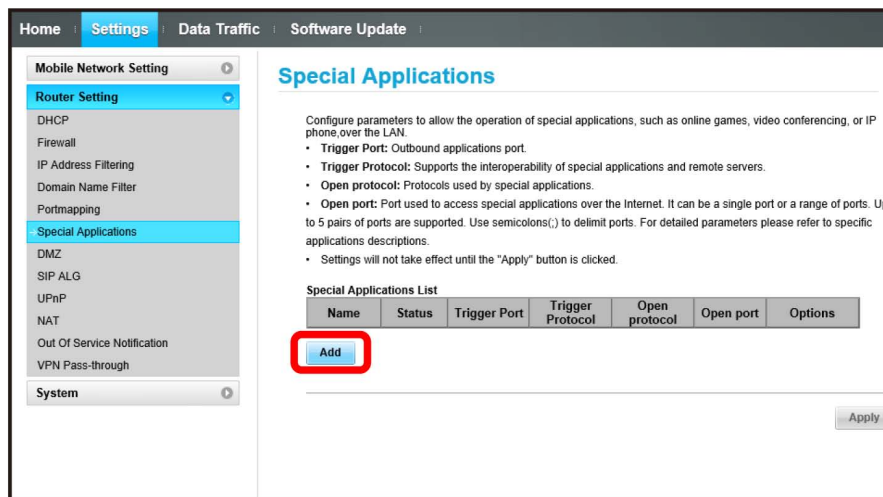 Home Settings Data Traffic Software Update
Mobile Network Setting
Router Setting
DHCP
Firewall
IP Address Filtering
Domain Name Filter
Portmapping
Special Applications
DMZ
SIP ALG
UPnP
NAT
Out Of Service Notification
VPN Pass-through
System
Special Applications
Configure parameters to allow the operation of special applications, such as online games, video conferencing, or IP
phone,over the LAN.
• Trigger Port: Outbound applications port.
• Trigger Protocol: Supports the interoperability of special applications and remote servers.
• Open protocol: Protocols used by special applications.
• Open port: Port used to access special applications over the Internet. It can be a single port or a range of ports. U
to 5 pairs of ports are supported. Use semicolons(;) to delimit ports. For detailed parameters please refer to specific
applications descriptions.
• Settings will not take effect until the "Apply" button is clicked.
Special Applications List
Name Status Trigger Port Trigger Protocol Open protocol Open port Options
Add
Apply